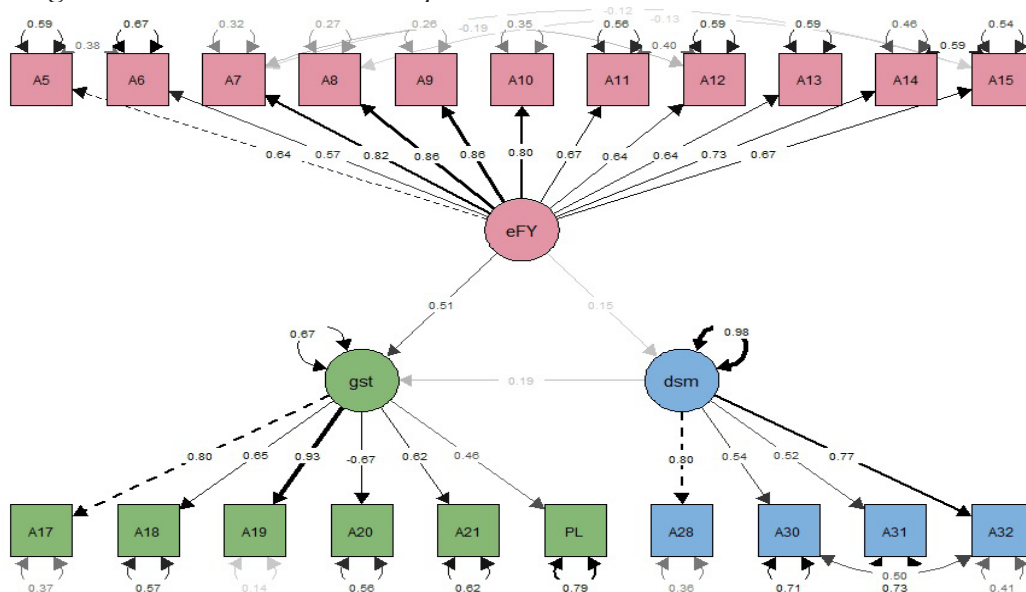 -0.12
-0.19 -0.13
0.59 0.67 0.32 0.27 0.26 0.35 0.56 0.59 0.59 0.46 0.54
0.38 0.40 0.59
A5 A6 A7 A8 A9 A10 A11 A12 A13 A14 A15
0.64 0.57 0.82 0.86 0.86 0.80 0.67 0.64 0.64 0.73 0.67
eFY
0.51 0.15
0.67 0.98
gst 0.19 dsm
0.80 0.65 0.93 -0.67 0.62 0.46 0.80 0.54 0.52 0.77
A17 A18 A19 A20 A21 PL A28 A30 A31 A32
0.50
0.37 0.57 0.14 0.56 0.62 0.79 0.36 0.71 0.73 0.41